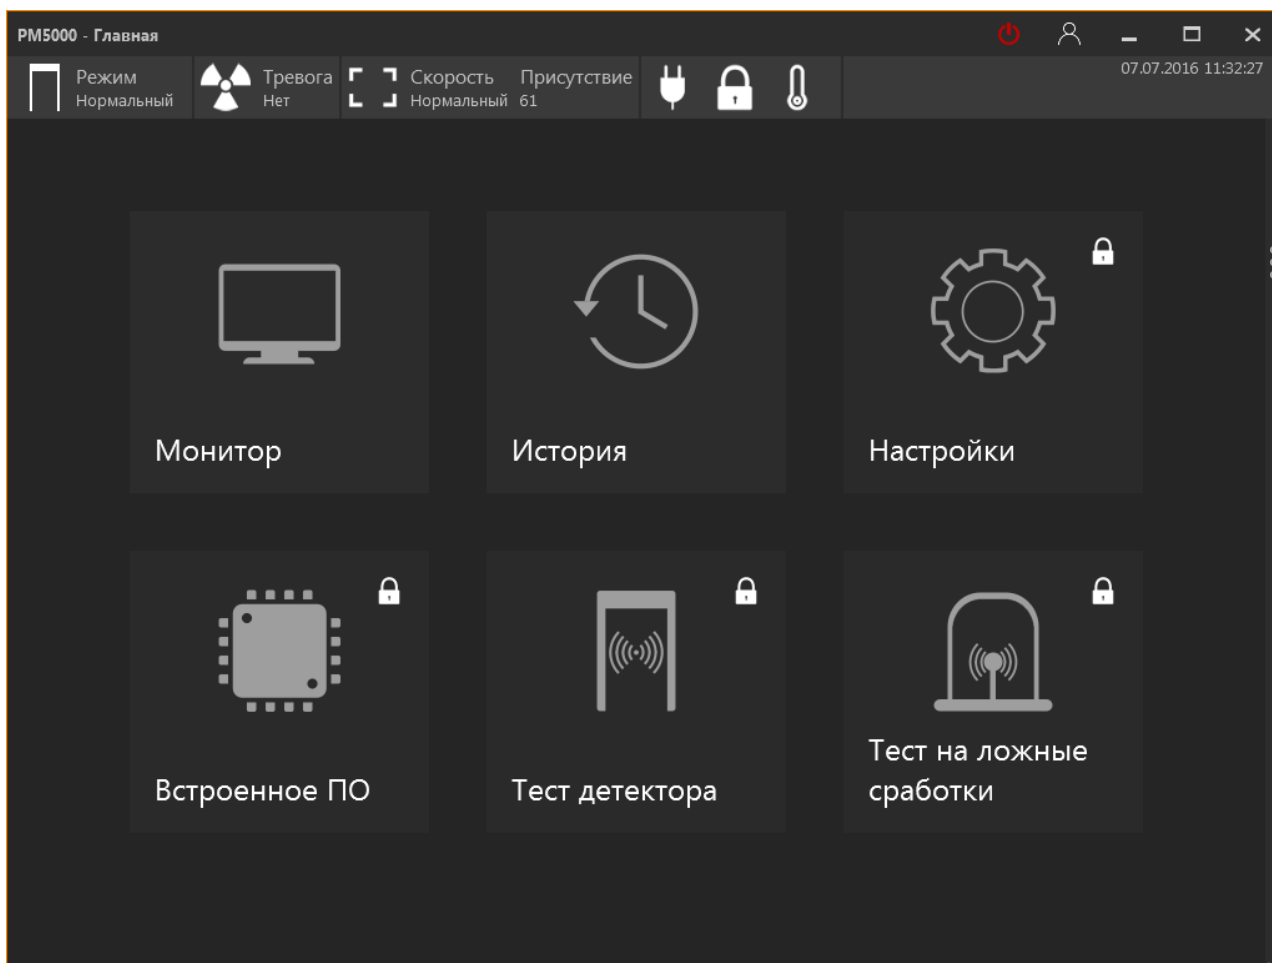 PM5000 - Главная
Режим
Нормальный
Тревога
Нет
Скорость Присутствие
Нормальный 61
07.07.2016 11:32:27
Монитор
История
Настройки
Встроенное ПО
Тест детектора
Тест на ложные
сработки